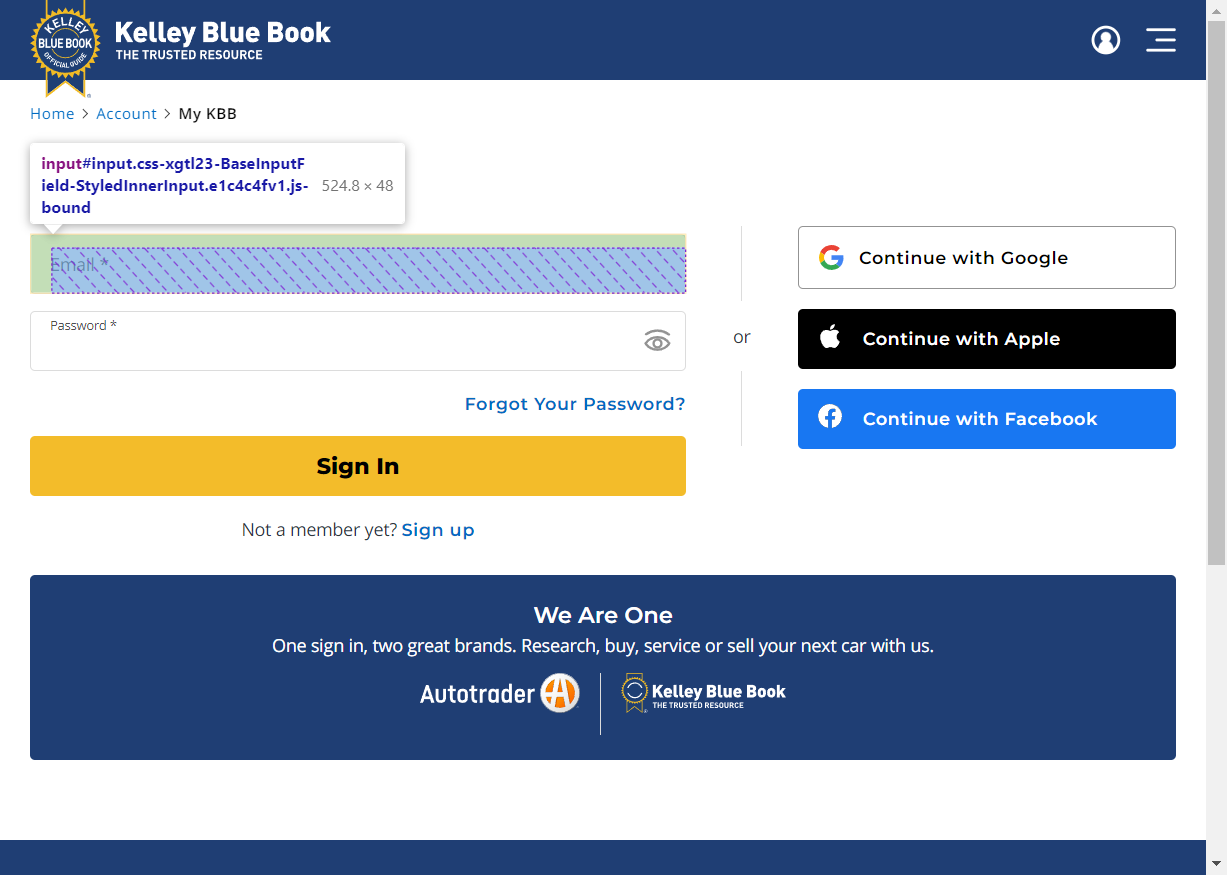 KELLEY
BLUE BOOK
OFFICIAL GUIDE
®
Kelley Blue Book
THE TRUSTED RESOURCE
Home > Account > My KBB
input#input.css-xgtl23-BaseInputF
ield-StyledInnerInput.e1c4c4fv1.js-
bound
524.8 × 48
Email *
Password *
Forgot Your Password?
Sign In
Not a member yet? Sign up
or
Continue with Google
Continue with Apple
Continue with Facebook
We Are One
One sign in, two great brands. Research, buy, service or sell your next car with us.
Autotrader
Kelley Blue Book
THE TRUSTED RESOURCE